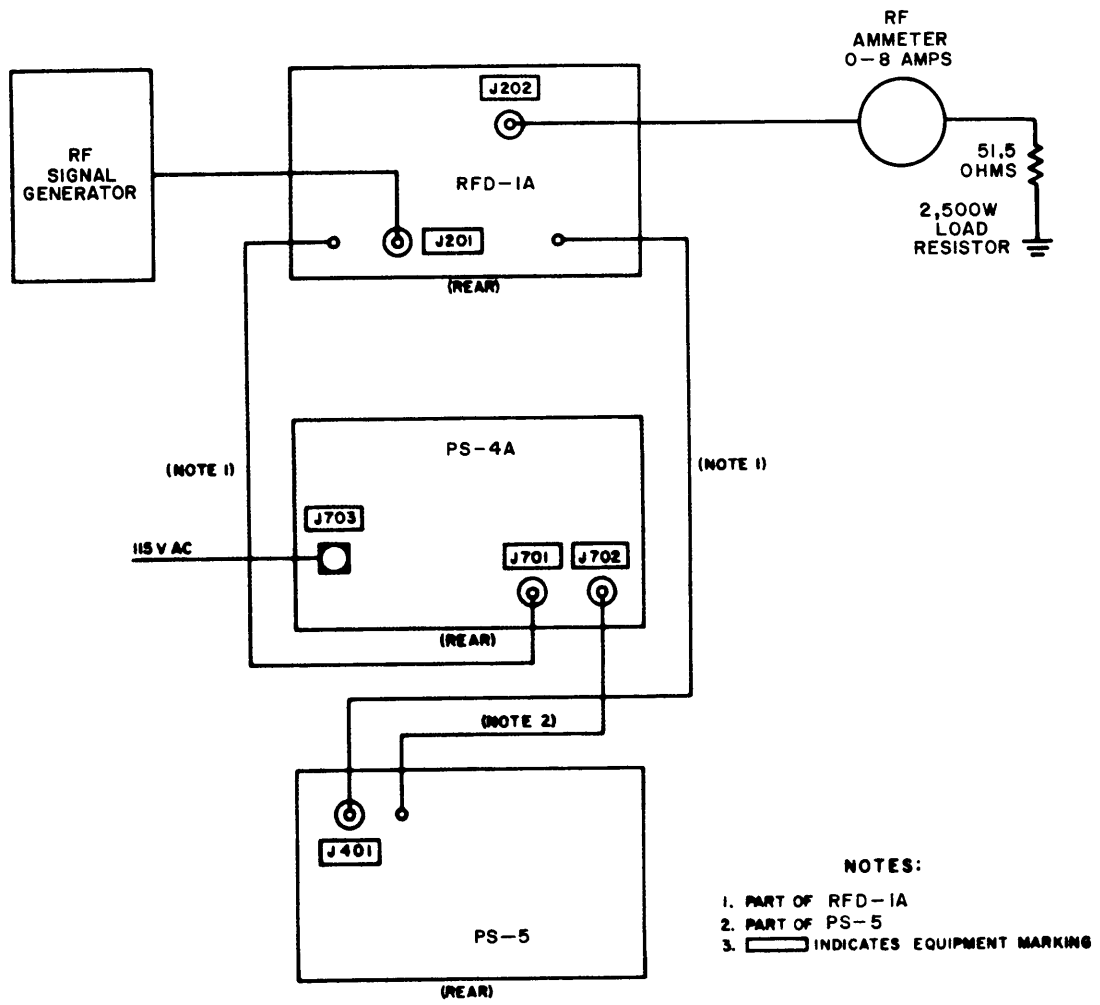 RF
AMMETER
0-8 AMPS
RF
SIGNAL
GENERATOR
J202
RFD-1A
J201
(REAR)
51.5
OHMS
2,500W
LOAD
RESISTOR
(NOTE 1)
(NOTE 1)
PS-4A
J703
115 V AC
J701
J702
(REAR)
(NOTE 2)
J401
PS-5
(REAR)
NOTES:
1. PART OF RFD-1A
2. PART OF PS-5
3. INDICATES EQUIPMENT MARKING